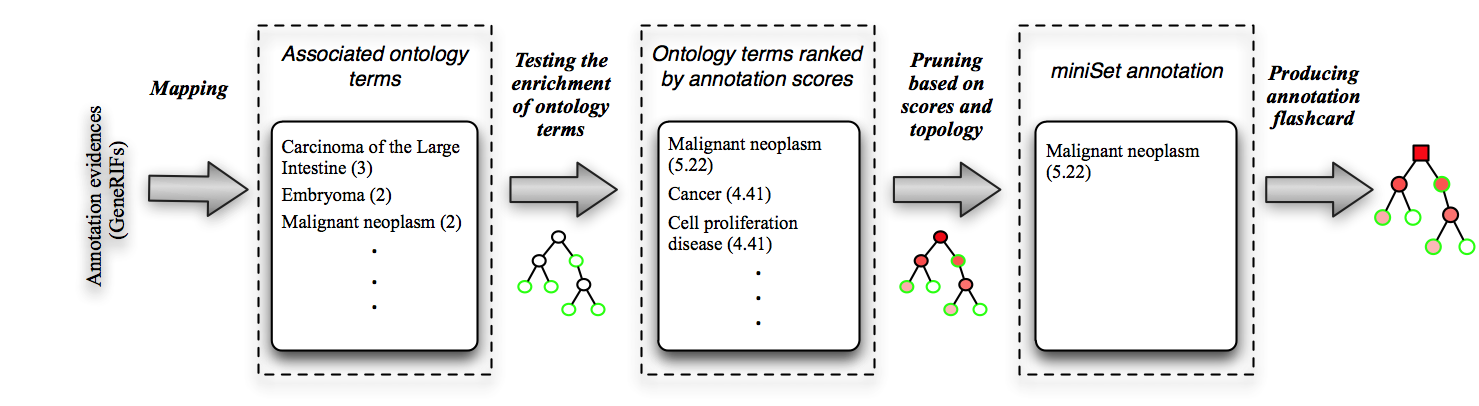 Annotation evidences
(GeneRIFs)
Mapping
Associated ontology
terms
Carcinoma of the Large
Intestine (3)
Embryoma (2)
Malignant neoplasm (2)
.
.
.
Testing the
enrichment
of ontology
terms
Ontology terms ranked
by annotation scores
Malignant neoplasm
(5.22)
Cancer (4.41)
Cell proliferation
disease (4.41)
.
.
.
Pruning
based on
scores and
topology
miniSet annotation
Malignant neoplasm
(5.22)
Producing
annotation
flashcard